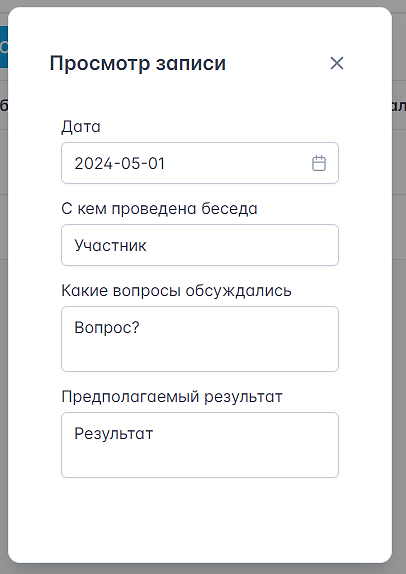 Просмотр записи
Дата
2024-05-01
С кем проведена беседа
Участник
Какие вопросы обсуждались
Вопрос?
Предполагаемый результат
Результат